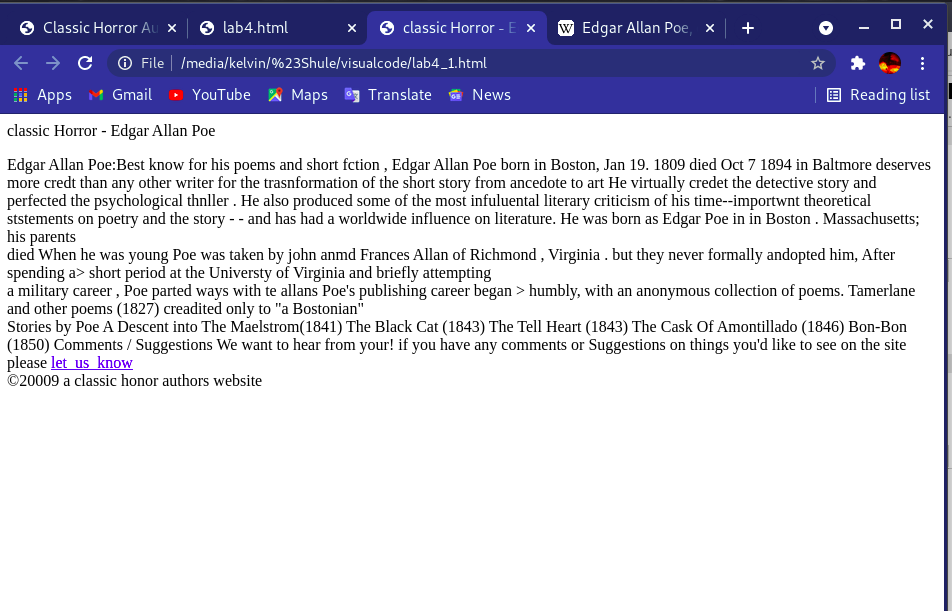 Classic Horror Au
lab4.html
classic Horror - E
Edgar Allan Poe,
File /media/kelvin/%23Shule/visualcode/lab4_1.html
Apps Gmail YouTube Maps Translate News Reading list
classic Horror - Edgar Allan Poe
Edgar Allan Poe:Best know for his poems and short fction , Edgar Allan Poe born in Boston, Jan 19. 1809 died Oct 7 1894 in Baltmore deserves
more credt than any other writer for the trasnformation of the short story from ancedote to art He virtually credet the detective story and
perfected the psychological thnller . He also produced some of the most infuluental literary criticism of his time--importwnt theoretical
ststements on poetry and the story - - and has had a worldwide influence on literature. He was born as Edgar Poe in in Boston . Massachusetts;
his parents
died When he was young Poe was taken by john anmd Frances Allan of Richmond , Virginia . but they never formally andopted him, After
spending a> short period at the Universty of Virginia and briefly attempting
a military career , Poe parted ways with te allans Poe's publishing career began > humbly, with an anonymous collection of poems. Tamerlane
and other poems (1827) creadited only to "a Bostonian"
Stories by Poe A Descent into The Maelstrom(1841) The Black Cat (1843) The Tell Heart (1843) The Cask Of Amontillado (1846) Bon-Bon
(1850) Comments / Suggestions We want to hear from your! if you have any comments or Suggestions on things you'd like to see on the site
please let_us_know
©20009 a classic honor authors website